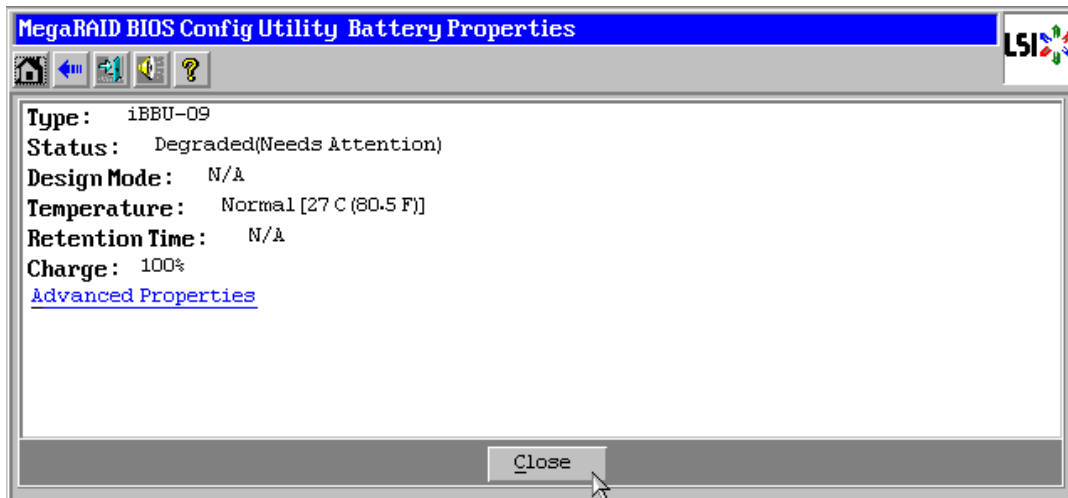 MegaRAID BIOS Config Utility Battery Properties
LSI
Type: iBBU-09
Status: Degraded(Needs Attention)
Design Mode: N/A
Temperature: Normal [27 C (80.5 F)]
Retention Time: N/A
Charge: 100%
Advanced Properties
Close